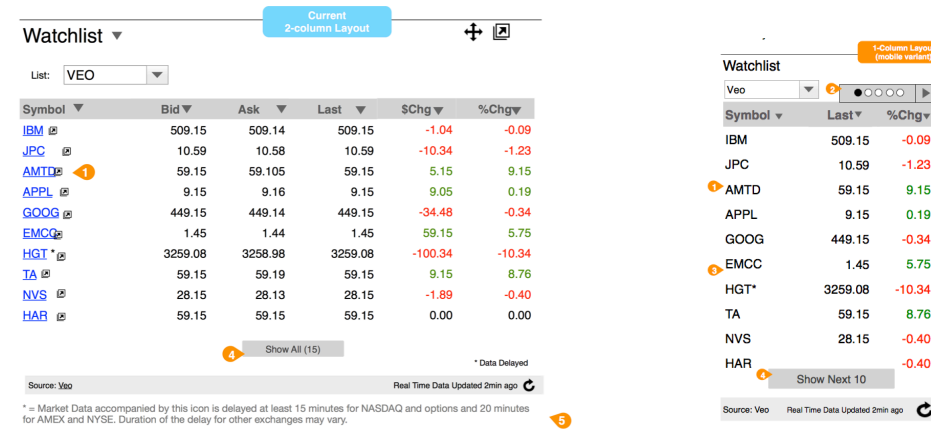 Current
2-column Layout
Watchlist
List: VEO
Symbol Bid Ask Last $Chg %Chg
IBM 509.15 509.14 509.15 -1.04 -0.09
JPC 10.59 10.58 10.59 -10.34 -1.23
AMTD 59.15 59.105 59.15 5.15 9.15
1
APPL 9.15 9.16 9.15 9.05 0.19
GOOG 449.15 449.14 449.15 -34.48 -0.34
EMCC 1.45 1.44 1.45 59.15 5.75
HGT * 3259.08 3258.98 3259.08 -100.34 -10.34
TA 59.15 59.19 59.15 9.15 8.76
NVS 28.15 28.13 28.15 -1.89 -0.40
HAR 59.15 59.15 59.15 0.00 0.00
4 Show All (15)
* Data Delayed
Source: Veo Real Time Data Updated 2min ago
* = Market Data accompanied by this icon is delayed at least 15 minutes for NASDAQ and options and 20 minutes
for AMEX and NYSE. Duration of the delay for other exchanges may vary.
5
1-Column Layou
(mobile variant)
Watchlist
Veo 2
Symbol Last %Chg
IBM 509.15 -0.09
JPC 10.59 -1.23
1 AMTD 59.15 9.15
APPL 9.15 0.19
GOOG 449.15 -0.34
3 EMCC 1.45 5.75
HGT* 3259.08 -10.34
TA 59.15 8.76
NVS 28.15 -0.40
HAR -0.40
4 Show Next 10
Source: Veo Real Time Data Updated 2min ago